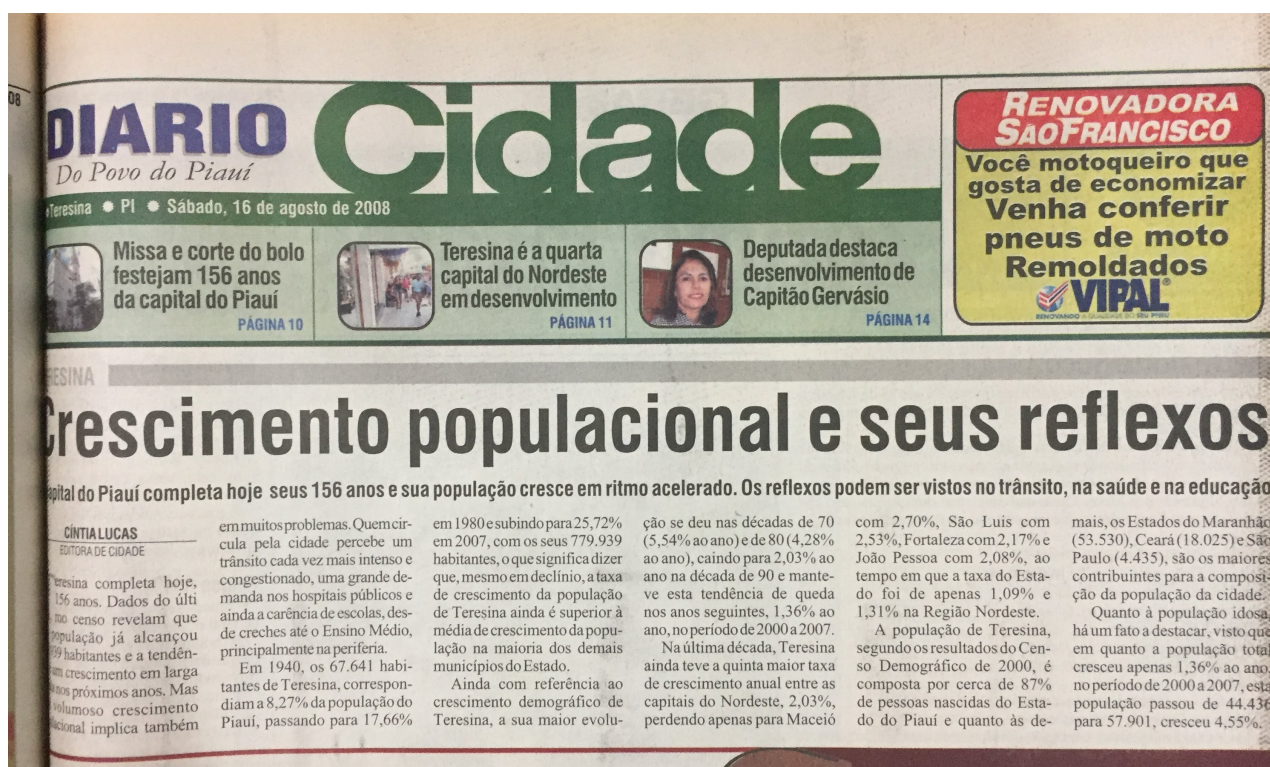 08
DIÁRIO
Do Povo do Piauí
Cidade
Teresina • PI • Sábado, 16 de agosto de 2008
Missa e corte do bolo
festejam 156 anos
da capital do Piauí
PÁGINA 10
Teresina é a quarta
capital do Nordeste
em desenvolvimento
PÁGINA 11
Deputada destaca
desenvolvimento de
Capitão Gervásio
PÁGINA 14
RENOVADORA
SAOFRANCISCO
Você motoqueiro que
gosta de economizar
Venha conferir
pneus de moto
Remoldados
VIPAL
RENOVANDO A QUALIDADE DO SEU PNEU
ESINA
Crescimento populacional e seus reflexos
apital do Piauí completa hoje seus 156 anos e sua população cresce em ritmo acelerado. Os reflexos podem ser vistos no trânsito, na saúde e na educação
CÍNTIA LUCAS
EDITORA DE CIDADE
Teresina completa hoje,
156 anos. Dados do últi
mo censo revelam que
população já alcançou
939 habitantes e a tendên-
um crescimento em larga
nos próximos anos. Mas
volumoso crescimento
acional implica também
em muitos problemas. Quem cir-
cula pela cidade percebe um
trânsito cada vez mais intenso e
congestionado, uma grande de-
manda nos hospitais públicos e
ainda a carência de escolas, des-
de creches até o Ensino Médio,
principalmente na periferia.
Em 1940, os 67.641 habi-
tantes de Teresina, correspon-
diam a 8,27% da população do
Piauí, passando para 17,66%
em 1980 e subindo para 25,72%
em 2007, com os seus 779.939
habitantes, o que significa dizer
que, mesmo em declínio, a taxa
de crescimento da população
de Teresina ainda é superior à
média de crescimento da popu-
lação na maioria dos demais
municípios do Estado.
Ainda com referência ao
crescimento demográfico de
Teresina, a sua maior evolu-
ção se deu nas décadas de 70
(5,54% ao ano) e de 80 (4,28%
ao ano), caindo para 2,03% ao
ano na década de 90 e mante-
ve esta tendência de queda
nos anos seguintes, 1,36% ao
ano, no período de 2000 a 2007.
Na última década, Teresina
ainda teve a quinta maior taxa
de crescimento anual entre as
capitais do Nordeste, 2,03%,
perdendo apenas para Maceió
com 2,70%, São Luis com
2,53%, Fortaleza com 2,17% e
João Pessoa com 2,08%, ao
tempo em que a taxa do Esta-
do foi de apenas 1,09% e
1,31% na Região Nordeste.
A população de Teresina,
segundo os resultados do Cen-
so Demográfico de 2000, é
composta por cerca de 87%
de pessoas nascidas do Esta-
do do Piauí e quanto às de-
mais, os Estados do Maranhão
(53.530), Ceará (18.025) e São
Paulo (4.435), são os maiores
contribuintes para a composi-
ção da população da cidade.
Quanto à população idosa,
há um fato a destacar, visto que
em quanto a população total
cresceu apenas 1,36% ao ano,
no período de 2000 a 2007, esta
população passou de 44.436
para 57.901, cresceu 4,55%.